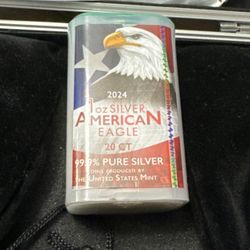 2024
1 OZ SILVER
AMERICAN
EAGLE
20 CT
99.9% PURE SILVER
COINS PRODUCED BY
THE UNITED STATES MINT